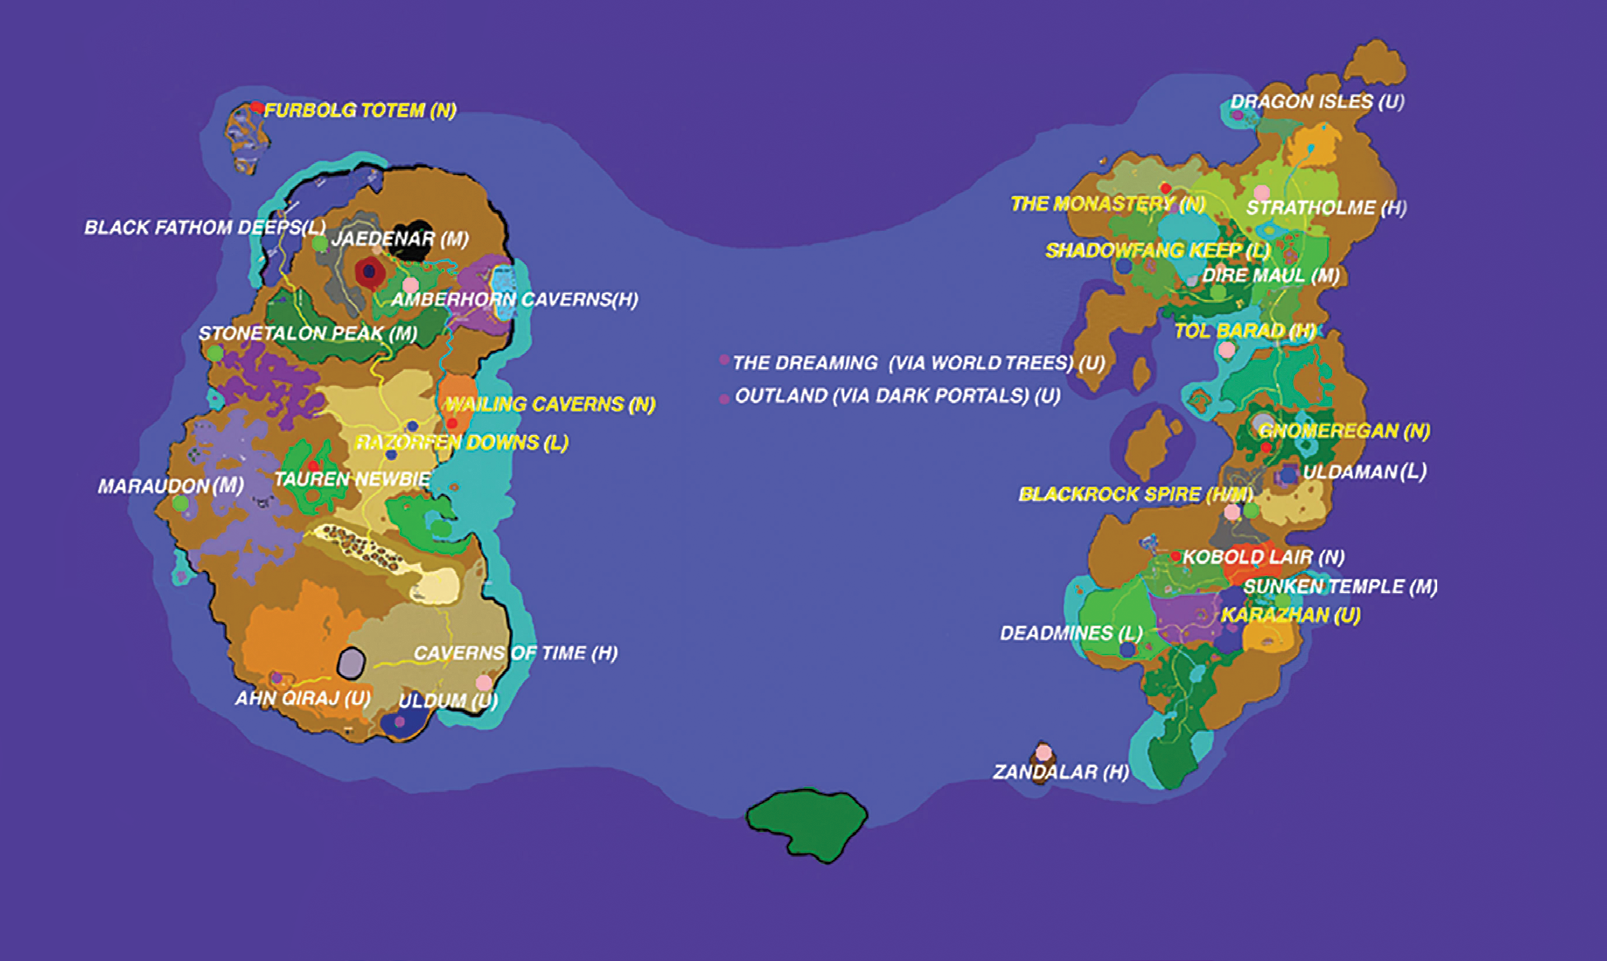 FURBOLG TOTEM (N)
BLACK FATHOM DEEPS(L)
JAEDENAR (M)
AMBERHORN CAVERNS(H)
STONETALON PEAK (M)
WAILING CAVERNS (N)
RAZORFEN DOWNS (L)
TAUREN NEWBIE
MARAUDON (M)
CAVERNS OF TIME (H)
AHN QIRAJ (U)
ULDUM (U)
THE DREAMING (VIA WORLD TREES) (U)
OUTLAND (VIA DARK PORTALS) (U)
DRAGON ISLES (U)
THE MONASTERY (N)
STRATHOLME (H)
SHADOWFANG KEEP (L)
DIRE MAUL (M)
TOL BARAD (H)
GNOMEREGAN (N)
ULDAMAN (L)
BLACKROCK SPIRE (H/M)
KOBOLD LAIR (N)
SUNKEN TEMPLE (M)
KARAZHAN (U)
DEADMINES (L)
ZANDALAR (H)